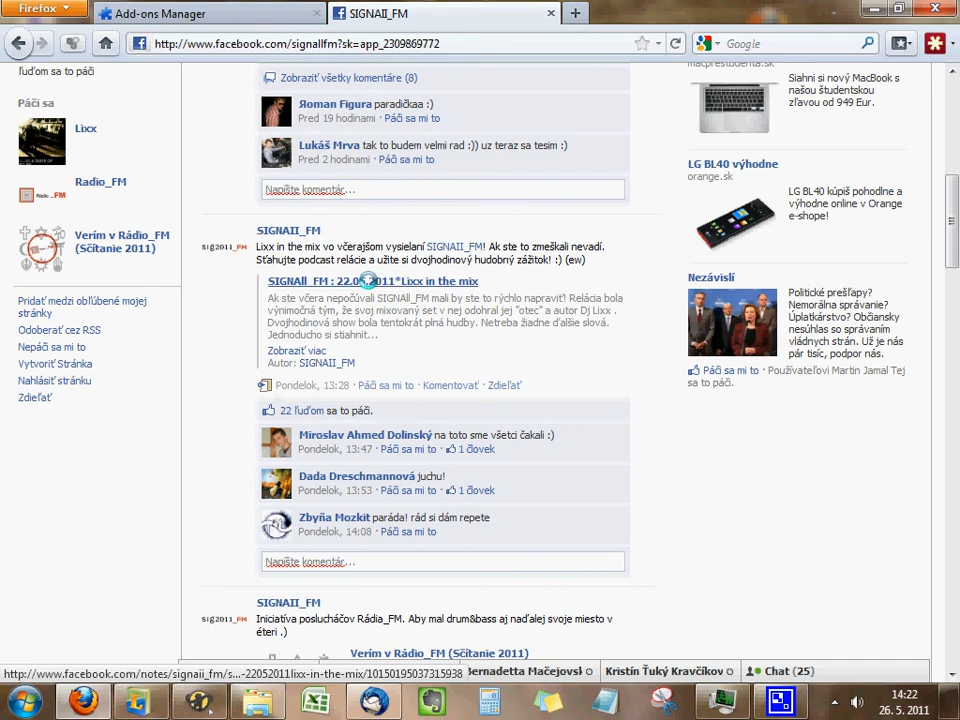 Firefox
Add-ons Manager
SIGNAll_FM
http://www.facebook.com/signallfm?sk=app_2309869772
Google
ľuďom sa to páči
Páči sa
Lixx
Radio_FM
Verím v Rádio_FM
(Sčítanie 2011)
Pridať medzi obľúbené mojej
stránky
Odoberať cez RSS
Nepáči sa mi to
Vytvoriť Stránka
Nahlásiť stránku
Zdieľať
Zobraziť všetky komentáre (8)
Яoman Figura paradičkaa :)
Pred 19 hodinami · Páči sa mi to
Lukáš Mrva tak to budem velmi rad :)) uz teraz sa tesim :)
Pred 2 hodinami · Páči sa mi to
Napíšte komentár...
SIGNAll_FM
SIG2011_FM
Lixx in the mix vo včerajšom vysielaní SIGNAll_FM! Ak ste to zmeškali nevadí.
Sťahujte podcast relácie a užite si dvojhodinový hudobný zážitok! :) (ew)
SIGNAll_FM : 22.05.2011*Lixx in the mix
Ak ste včera nepočúvali SIGNAll_FM mali by ste to rýchlo napraviť! Relácia bola
výnimočná tým, že svoj mixovaný set v nej odohral jej "otec" a autor Dj Lixx .
Dvojhodinová show bola tentokrát plná hudby. Netreba žiadne ďalšie slová.
Jednoducho si stiahnit...
Zobraziť viac
Autor: SIGNAll_FM
Pondelok, 13:28 · Páči sa mi to · Komentovať · Zdieľať
22 ľuďom sa to páči.
Miroslav Ahmed Dolinský na toto sme všetci čakali :)
Pondelok, 13:47 · Páči sa mi to · 1 človek
Dada Dreschmannová juchu!
Pondelok, 13:53 · Páči sa mi to · 1 človek
Zbyňa Mozkit paráda! rád si dám repete
Pondelok, 14:08 · Páči sa mi to
Napíšte komentár...
SIGNAll_FM
SIG2011_FM
Iniciatíva poslucháčov Rádia_FM. Aby mal drum&bass aj naďalej svoje miesto v
éteri .)
Verím v Rádio_FM (Sčítanie 2011)
macprestudenta.sk
Siahni si nový MacBook s
našou študentskou
zľavou od 949 Eur.
LG BL40 výhodne
orange.sk
LG BL40 kúpiš pohodlne a
výhodne online v Orange
e-shope!
Nezávislí
Politické prešľapy?
Nemorálna správanie?
Úplatkárstvo? Občiansky
nesúhlas so správaním
vládnych strán. Už je nás
pár tisíc, podpor nás.
Páči sa mi to · Používateľovi Martin Jamal Tej
sa to páči.
http://www.facebook.com/notes/signaii_fm/s...-22052011lixx-in-the-mix/10150195037315938
Bernadetta Mačejovsk
Kristín Ťuký Kravčíkov
Chat (25)
14:22
26. 5. 2011